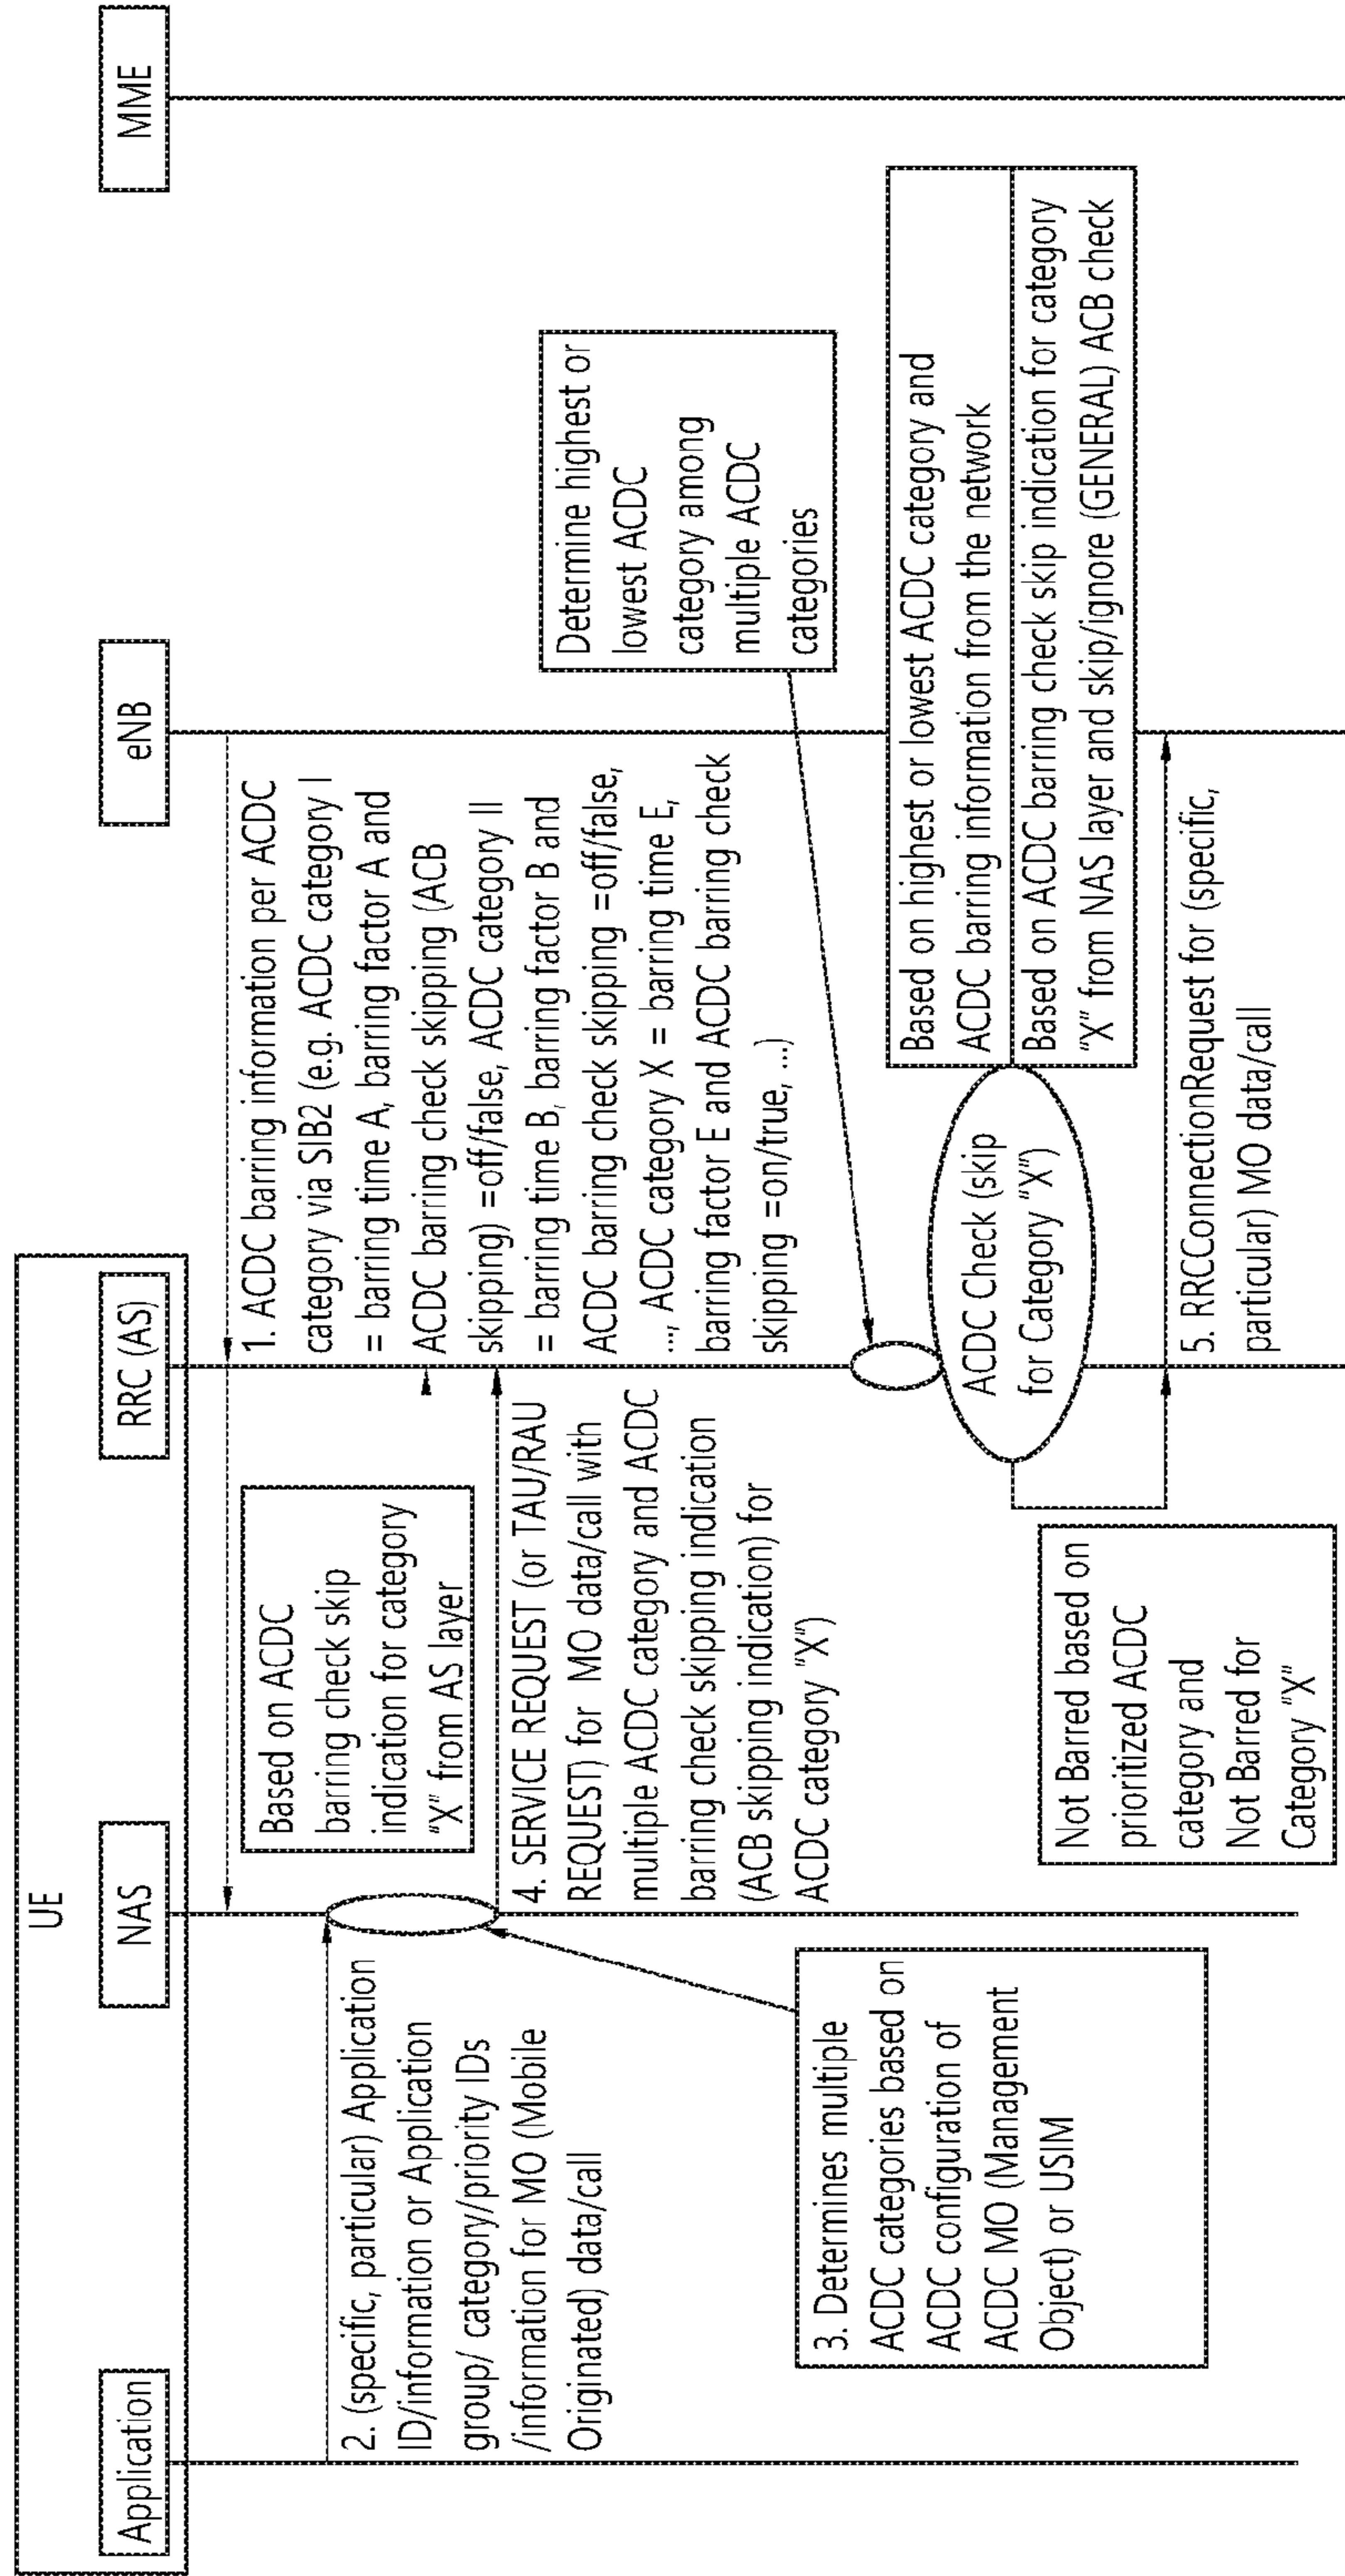 UE
Application
NAS
RRC (AS)
eNB
MME
1. ACDC barring information per ACDC
category via SIB2 (e.g. ACDC category I
= barring time A, barring factor A and
ACDC barring check skipping (ACB
skipping) =off/false, ACDC category II
= barring time B, barring factor B and
ACDC barring check skipping =off/false,
..., ACDC category X = barring time E,
barring factor E and ACDC barring check
skipping =on/true, ...)
2. (specific, particular) Application
ID/information or Application
group/ category/priority IDs
/information for MO (Mobile
Originated) data/call
Based on ACDC
barring check skip
indication for category
"X" from AS layer
3. Determines multiple
ACDC categories based on
ACDC configuration of
ACDC MO (Management
Object) or USIM
4. SERVICE REQUEST (or TAU/RAU
REQUEST) for MO data/call with
multiple ACDC category and ACDC
barring check skipping indication
(ACB skipping indication) for
ACDC category "X")
Determine highest or
lowest ACDC
category among
multiple ACDC
categories
ACDC Check (skip
for Category "X")
Based on highest or lowest ACDC category and
ACDC barring information from the network
Based on ACDC barring check skip indication for category
"X" from NAS layer and skip/ignore (GENERAL) ACB check
Not Barred based on
prioritized ACDC
category and
Not Barred for
Category "X"
5. RRCConnectionRequest for (specific,
particular) MO data/call